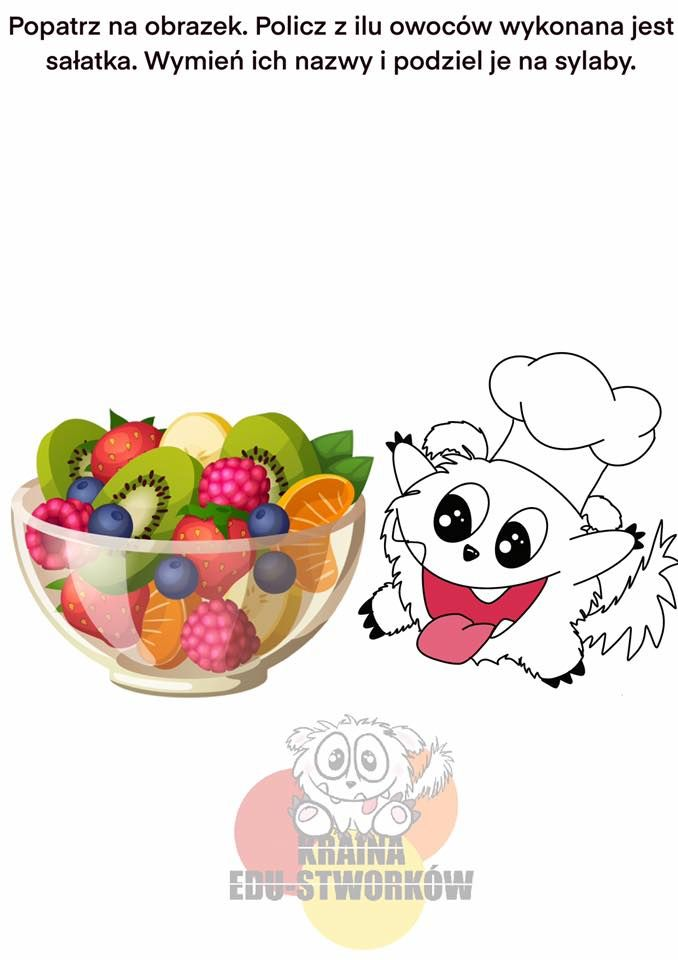 Popatrz na obrazek. Policz z ilu owoców wykonana jest
sałatka. Wymień ich nazwy i podziel je na sylaby.
KRAINA
EDU-STWORKÓW